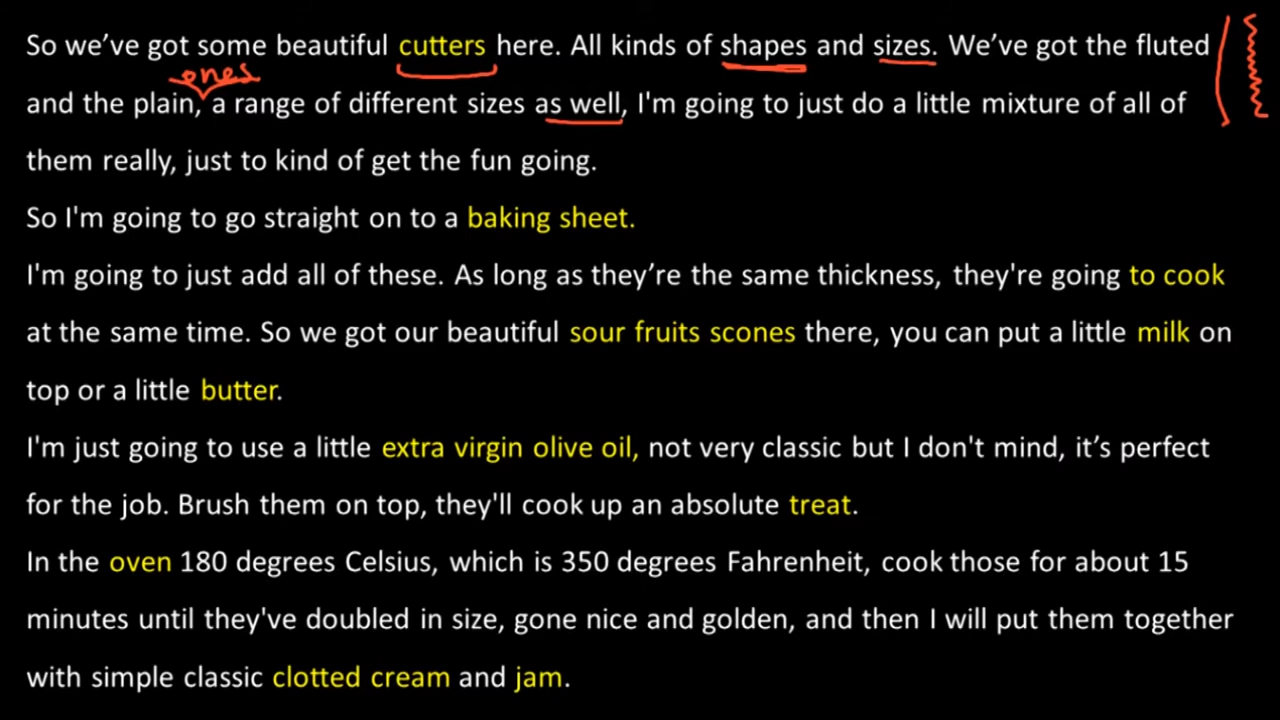 So we’ve got some beautiful cutters here. All kinds of shapes and sizes. We’ve got the fluted
ones
and the plain, a range of different sizes as well, I'm going to just do a little mixture of all of
them really, just to kind of get the fun going.
So I'm going to go straight on to a baking sheet.
I'm going to just add all of these. As long as they’re the same thickness, they're going to cook
at the same time. So we got our beautiful sour fruits scones there, you can put a little milk on
top or a little butter.
I'm just going to use a little extra virgin olive oil, not very classic but I don't mind, it’s perfect
for the job. Brush them on top, they'll cook up an absolute treat.
In the oven 180 degrees Celsius, which is 350 degrees Fahrenheit, cook those for about 15
minutes until they've doubled in size, gone nice and golden, and then I will put them together
with simple classic clotted cream and jam.